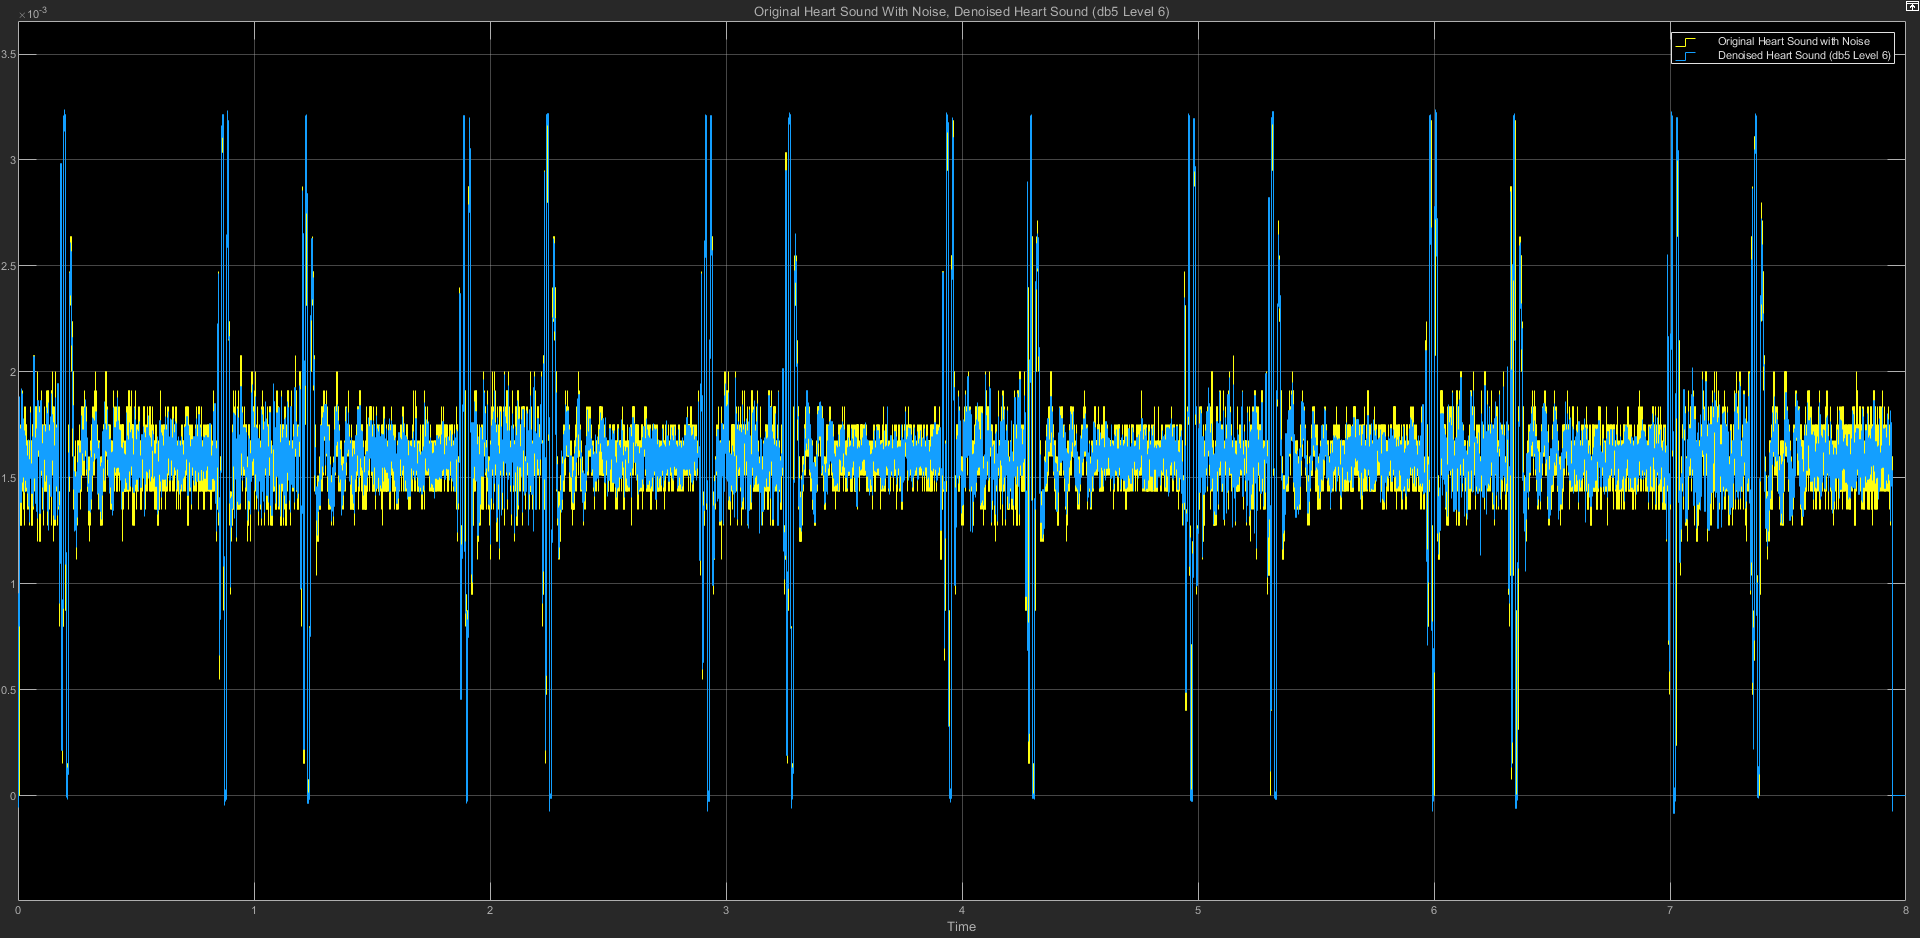 Original Heart Sound With Noise, Denoised Heart Sound (db5 Level 6)
×10⁻³
Original Heart Sound with Noise
Denoised Heart Sound (db5 Level 6)
3.5
3
2.5
2
1.5
1
0.5
0
0 1 2 3 4 5 6 7 8
Time